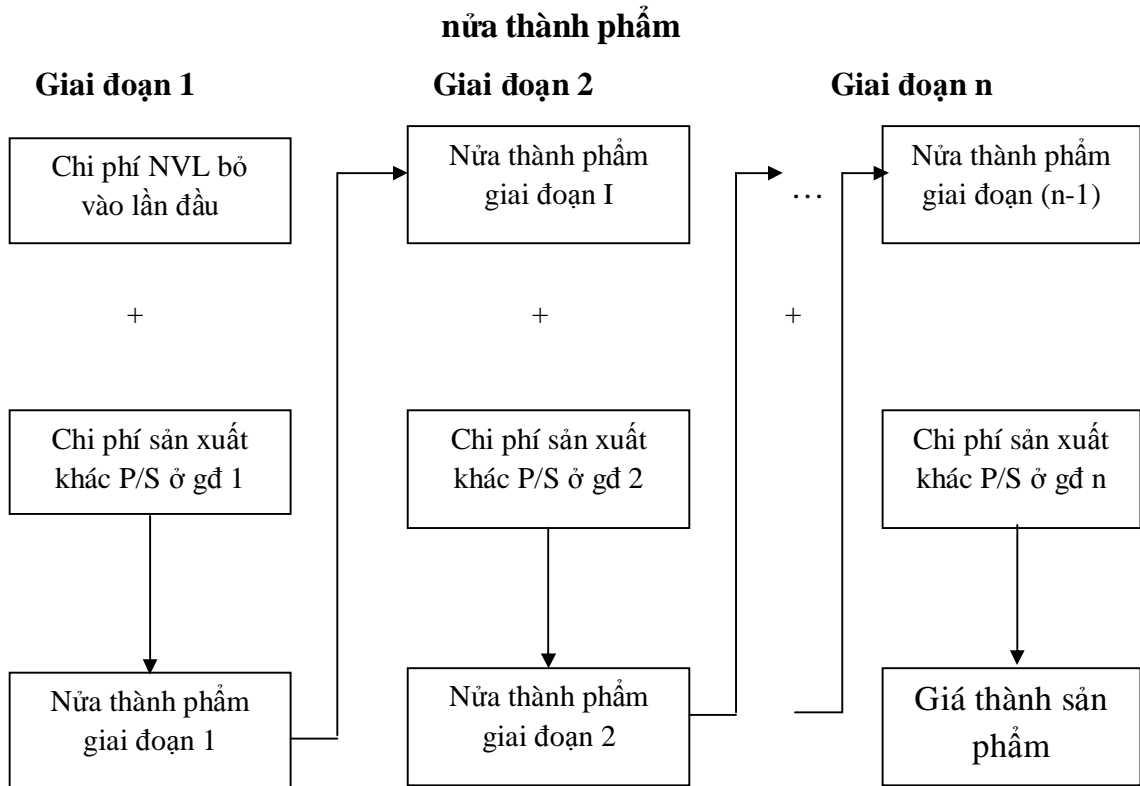 nửa thành phẩm
Giai đoạn 1
Giai đoạn 2
Giai đoạn n
Chi phí NVL bỏ
vào lần đầu
Nửa thành phẩm
giai đoạn I
…
Nửa thành phẩm
giai đoạn (n-1)
+
+
+
Chi phí sản xuất
khác P/S ở gđ 1
Chi phí sản xuất
khác P/S ở gđ 2
Chi phí sản xuất
khác P/S ở gđ n
Nửa thành phẩm
giai đoạn 1
Nửa thành phẩm
giai đoạn 2
Giá thành sản
phẩm